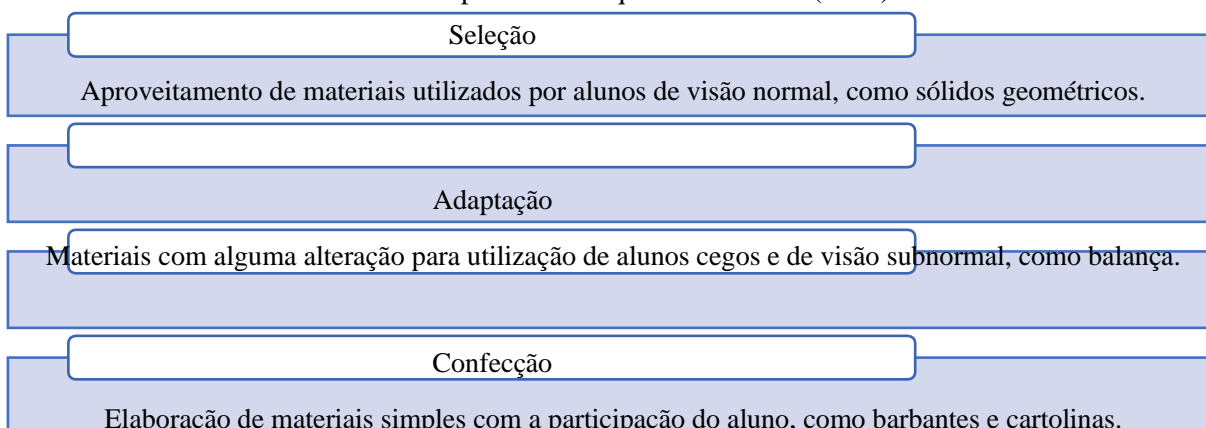 Seleção
Aproveitamento de materiais utilizados por alunos de visão normal, como sólidos geométricos.
Adaptação
Materiais com alguma alteração para utilização de alunos cegos e de visão subnormal, como balança.
Confecção
Elaboração de materiais simples com a participação do aluno, como barbantes e cartolinas.